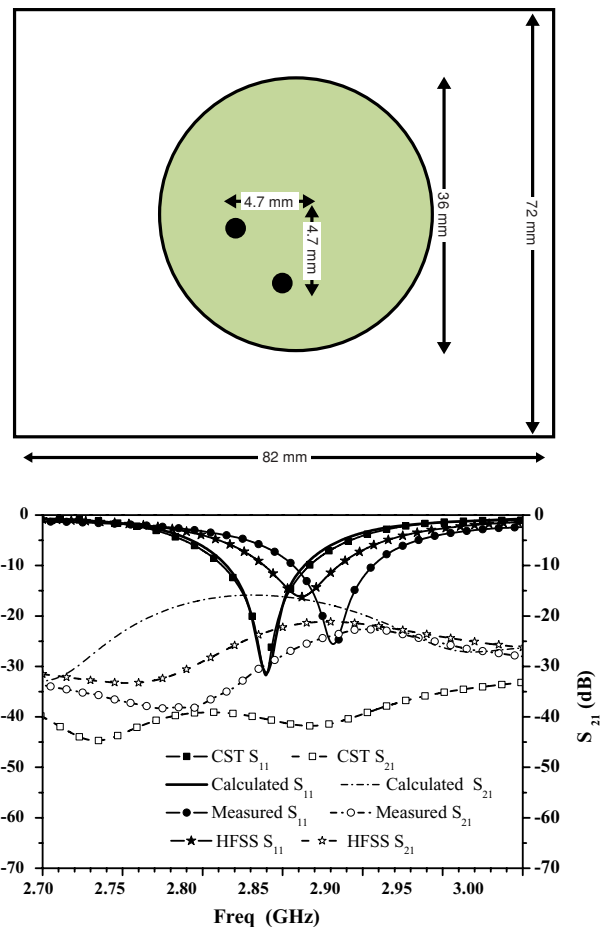 4.7 mm
4.7 mm
36 mm
72 mm
82 mm
0
-10
-20
-30
-40
-50
-60
-70
0
-10
-20
-30
-40
-50
-60
-70
S21 (dB)
CST S11 CST S21
Calculated S11 Calculated S21
Measured S11 Measured S21
HFSS S11 HFSS S21
2.70 2.75 2.80 2.85 2.90 2.95 3.00
Freq (GHz)